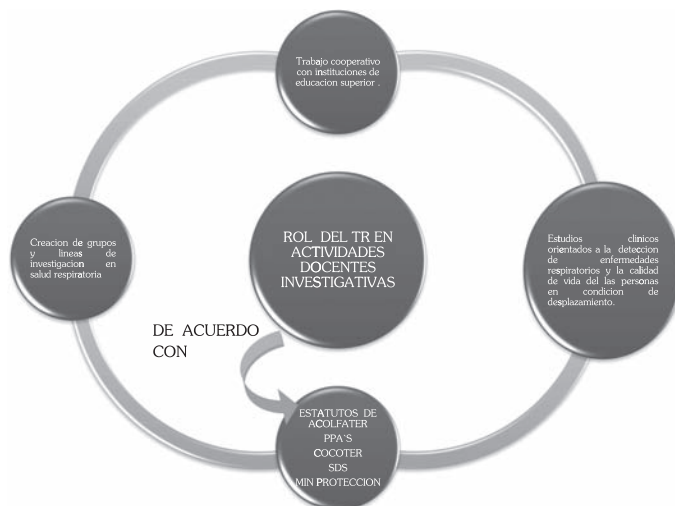 Trabajo cooperativo
con instituciones de
educacion superior .
Creacion de grupos
y lineas de
investigacion en
salud respiratoria
ROL DEL TR EN
ACTIVIDADES
DOCENTES
INVESTIGATIVAS
Estudios clinicos
orientados a la deteccion
de enfermedades
respiratorios y la calidad
de vida del las personas
en condicion de
desplazamiento.
DE ACUERDO
CON
ESTATUTOS DE
ACOLFATER
PPA`S
COCOTER
SDS
MIN PROTECCION